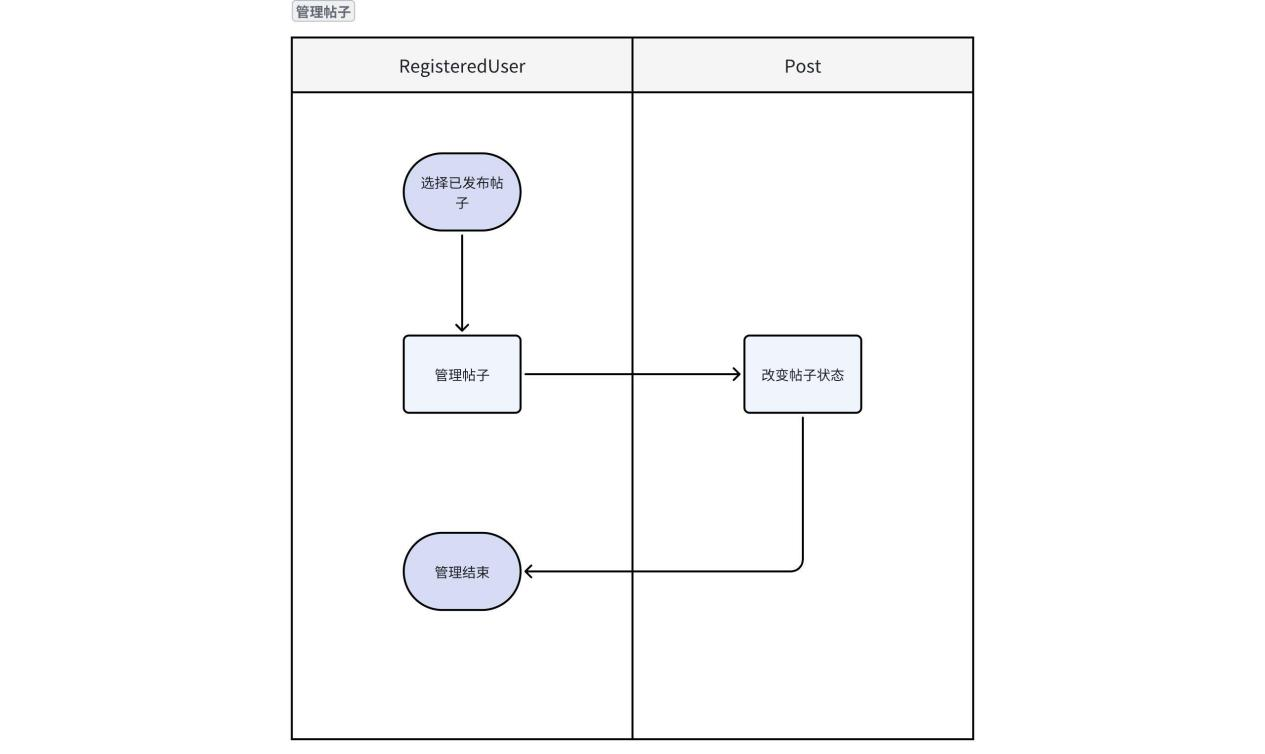 管理帖子
RegisteredUser
Post
选择已发布帖
子
管理帖子
改变帖子状态
管理结束